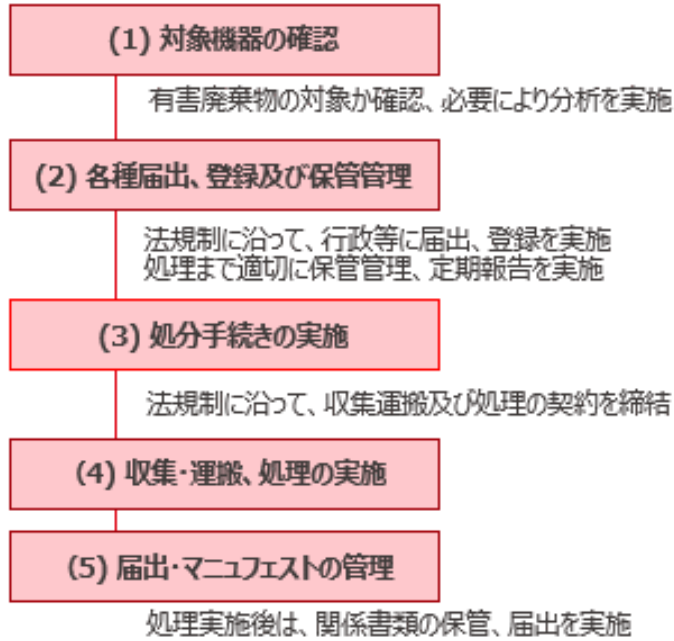 (1) 対象機器の確認
有害廃棄物の対象か確認、必要により分析を実施
(2) 各種届出、登録及び保管管理
法規制に沿って、行政等に届出、登録を実施
処理まで適切に保管管理、定期報告を実施
(3) 処分手続きの実施
法規制に沿って、収集運搬及び処理の契約を締結
(4) 収集・運搬、処理の実施
(5) 届出・マニュフェストの管理
処理実施後は、関係書類の保管、届出を実施